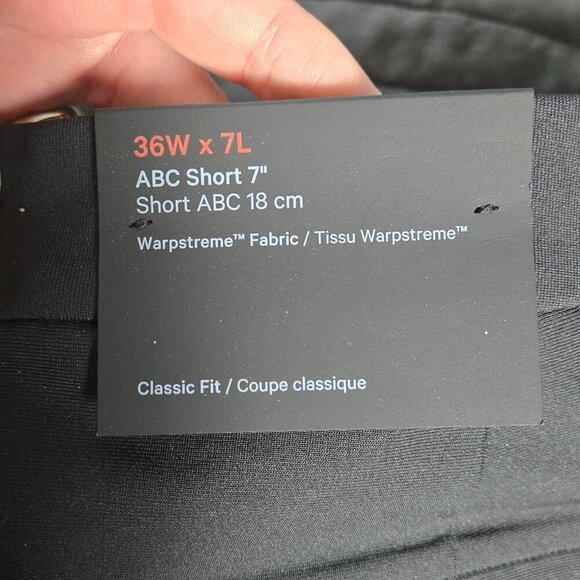 36W x 7L
ABC Short 7"
Short ABC 18 cm
Warpstreme™ Fabric / Tissu Warpstreme™
Classic Fit / Coupe classique